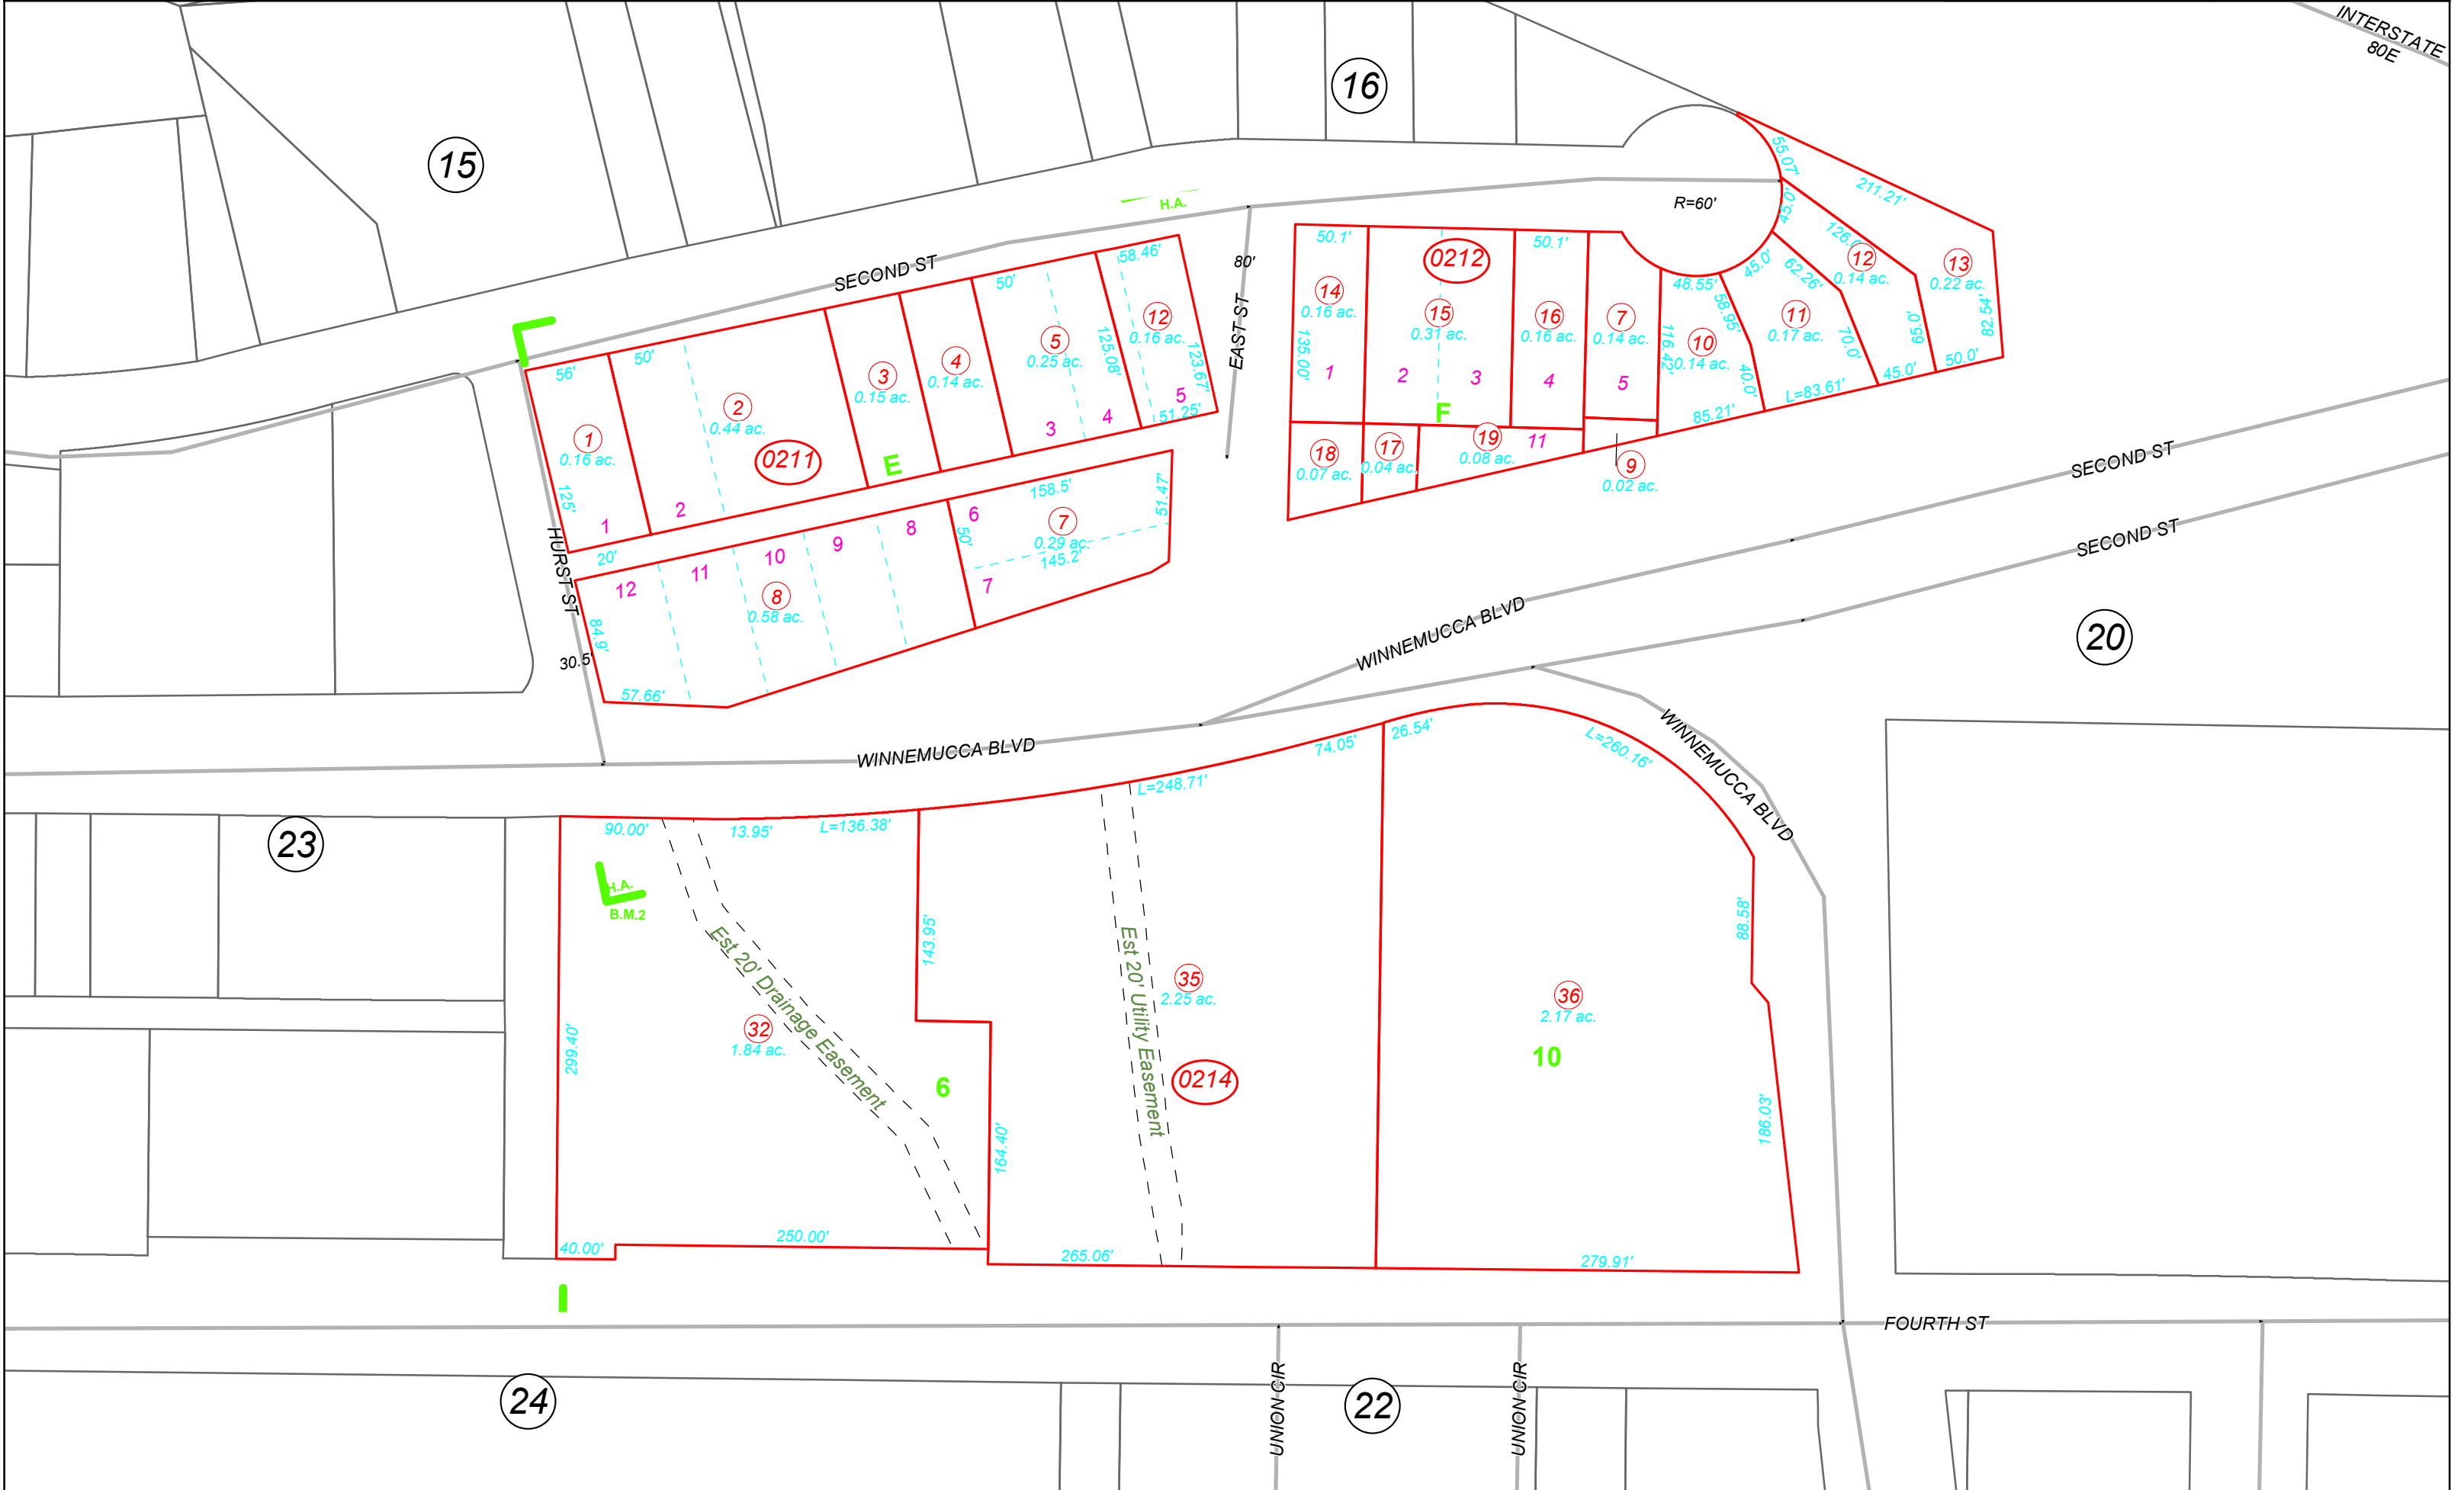 INTERSTATE
80E
16
15
H.A.
R=60'
55.07'
211.21'
45.0'
12
0.14 ac.
13
0.22 ac.
82.54'
65.0'
50.0'
45.0'
62.26'
45.0'
11
0.17 ac.
70.0'
L=83.61'
48.55'
58.95'
10
0.14 ac.
116.42'
40.0'
85.21'
SECOND ST
80'
EAST ST
50.1'
0212
50.1'
14
0.16 ac.
15
0.31 ac.
16
0.16 ac.
7
0.14 ac.
135.00'
1
2
3
4
5
F
18
0.07 ac.
17
0.04 ac.
19
0.08 ac.
11
9
0.02 ac.
58.46'
50'
12
0.16 ac.
123.67'
5
51.25'
125.08'
5
0.25 ac.
3
4
4
0.14 ac.
3
0.15 ac.
50'
2
0.44 ac.
0211
E
2
56'
1
0.16 ac.
125'
1
20'
HURST ST
158.5'
51.47'
6
7
0.29 ac.
50'
145.2'
7
8
9
10
11
12
8
0.58 ac.
84.9'
30.5'
57.66'
SECOND ST
SECOND ST
WINNEMUCCA BLVD
20
WINNEMUCCA BLVD
WINNEMUCCA BLVD
23
90.00'
13.95'
L=136.38'
L=248.71'
74.05'
26.54'
L=260.16'
H.A.
B.M.2
143.95'
88.58'
Est 20' Drainage Easement
Est 20' Utility Easement
35
2.25 ac.
36
2.17 ac.
32
1.84 ac.
299.40'
10
0214
6
164.40'
186.03'
40.00'
250.00'
265.06'
279.91'
FOURTH ST
24
UNION CIR
22
UNION CIR